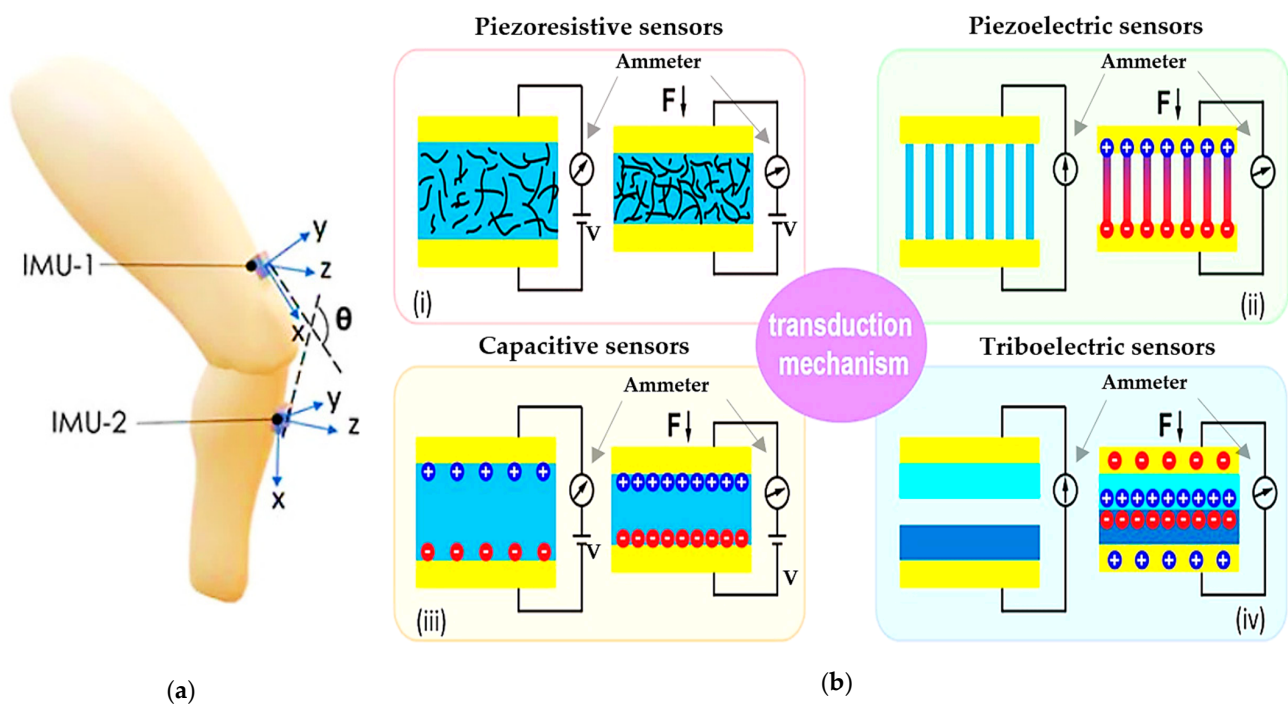 y
IMU-1
z
x
θ
IMU-2
y
z
x
(a)
Piezoresistive sensors
Ammeter
F
V
V
(i)
Piezoelectric sensors
Ammeter
F
(ii)
transduction
mechanism
Capacitive sensors
Ammeter
F
+ + + + +
+ + + + + + + + +
- - - - -
- - - - - - - - -
V
V
(iii)
Triboelectric sensors
Ammeter
F
(iv)
(b)